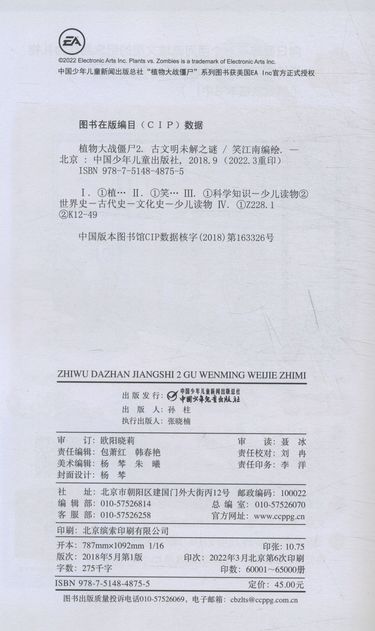 EA
©2022 Electronic Arts Inc. Plants vs. Zombies is a trademark of Electronic Arts Inc.
中国少年儿童新闻出版总社“植物大战僵尸”系列图书获美国EA Inc官方正式授权
图书在版编目(CIP)数据
植物大战僵尸2. 古文明未解之谜 / 笑江南编绘. —
北京 : 中国少年儿童出版社, 2018.9 (2022.3重印)
ISBN 978-7-5148-4875-5
Ⅰ. ①植… Ⅱ. ①笑… Ⅲ. ①科学知识－少儿读物②
世界史－古代史－文化史－少儿读物 Ⅳ. ①Z228.1
②K12-49
中国版本图书馆CIP数据核字(2018)第163326号
ZHIWU DAZHAN JIANGSHI 2 GU WENMING WEIJIE ZHIMI
出版发行: 中国少年儿童新闻出版总社
中国少年儿童出版社
出 版 人: 孙 柱
执行出版人: 张晓楠
审 订: 欧阳晓莉 审 读: 聂 冰
责任编辑: 包萧红 韩春艳 责任校对: 刘 冉
美术编辑: 杨 琴 朱 曦 责任印务: 李 洋
封面设计: 杨 琴
社 址: 北京市朝阳区建国门外大街丙12号 邮政编码: 100022
编 辑 部: 010-57526814 总 编 室: 010-57526070
客 服 部: 010-57526258 官方网址: www.ccppg.cn
印刷: 北京缤索印刷有限公司
开本: 787mm×1092mm 1/16 印张: 10.75
版次: 2018年5月第1版 印次: 2022年3月北京第6次印刷
字数: 275千字 印数: 60001—65000册
ISBN 978-7-5148-4875-5 定价: 45.00元
图书出版质量投诉电话010-57526069, 电子邮箱: cbzlts@ccppg.com.cn